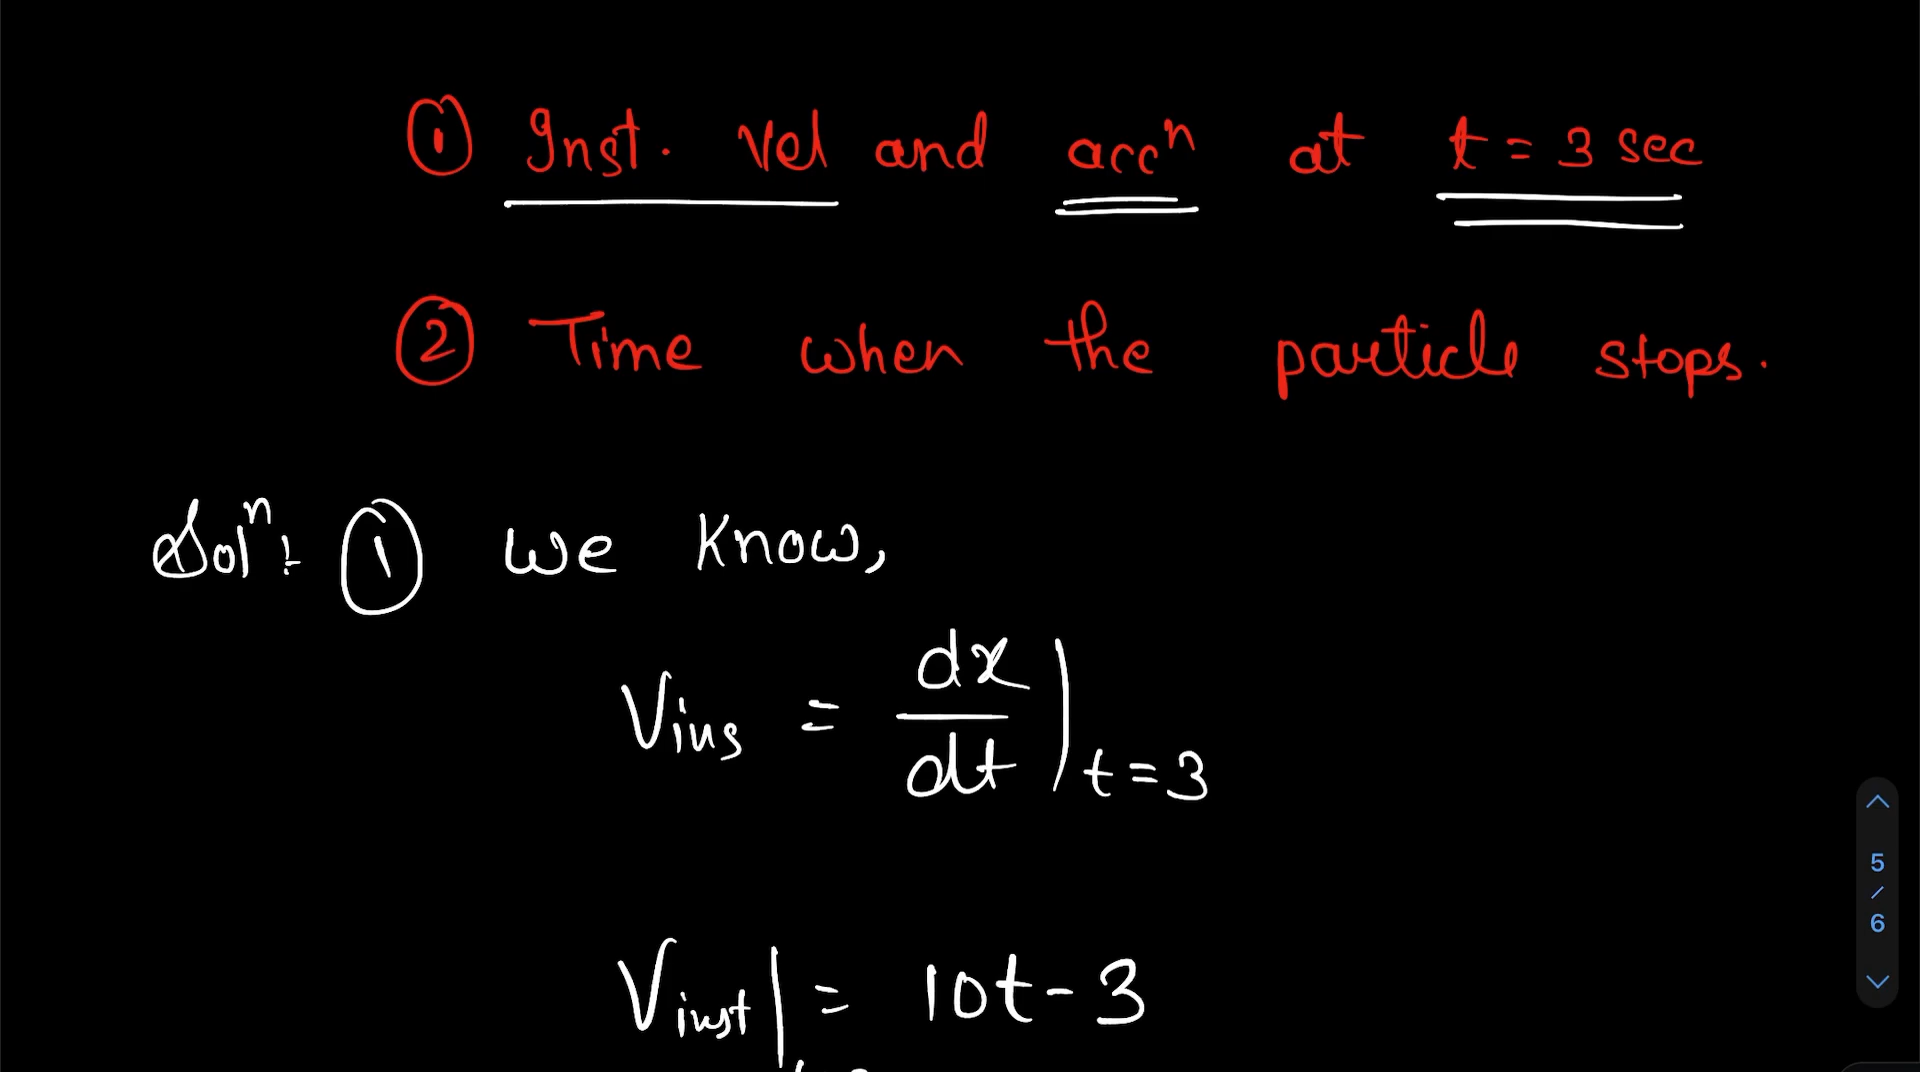 ① Inst. Vel and accⁿ at t = 3 sec
② Time when the particle stops.
Solⁿ: ① we know,
Vins = dx/dt | t=3
Vinst | = 10t - 3
5
/
6